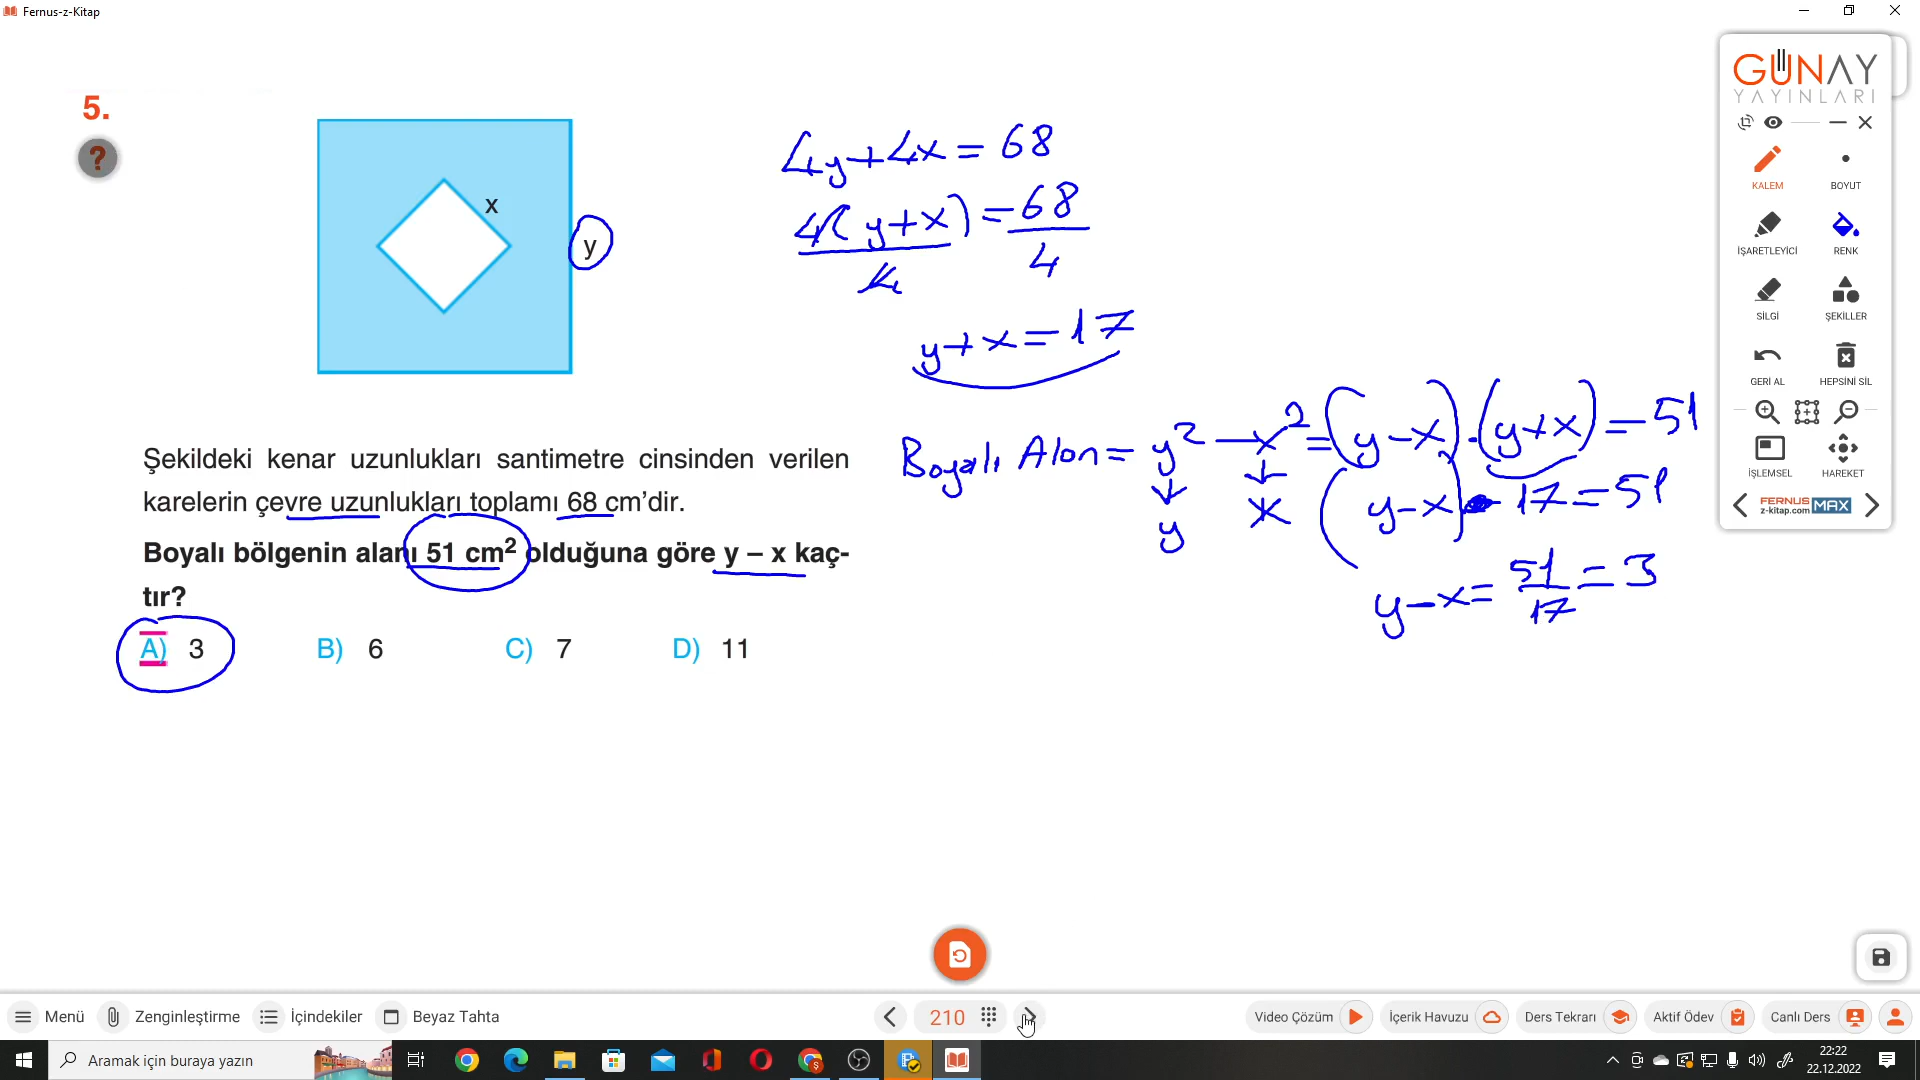 Fernus-z-Kitap
5.
?
x
y
4y+4x=68
4(y+x)=68
4 4
y+x=17
Boyalı Alan= y² - x² = (y-x).(y+x)=51
y x
(y-x) 17=51
y-x= 51/17 =3
Şekildeki kenar uzunlukları santimetre cinsinden verilen
karelerin çevre uzunlukları toplamı 68 cm'dir.
Boyalı bölgenin alanı 51 cm² olduğuna göre y – x kaç-
tır?
A) 3 B) 6 C) 7 D) 11
GÜNAY
YAYINLARI
KALEM BOYUT
İŞARETLEYİCİ RENK
SİLGİ ŞEKİLLER
GERİ AL HEPSİNİ SİL
İŞLEMSEL HAREKET
FERNUS
z-kitap.com MAX
Menü Zenginleştirme İçindekiler Beyaz Tahta 210 Video Çözüm İçerik Havuzu Ders Tekrarı Aktif Ödev Canlı Ders
Aramak için buraya yazın
22:22
22.12.2022